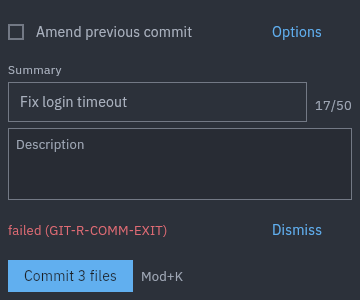 Amend previous commit Options
Summary
Fix login timeout 17/50
Description
failed (GIT-R-COMM-EXIT) Dismiss
Commit 3 files Mod+K